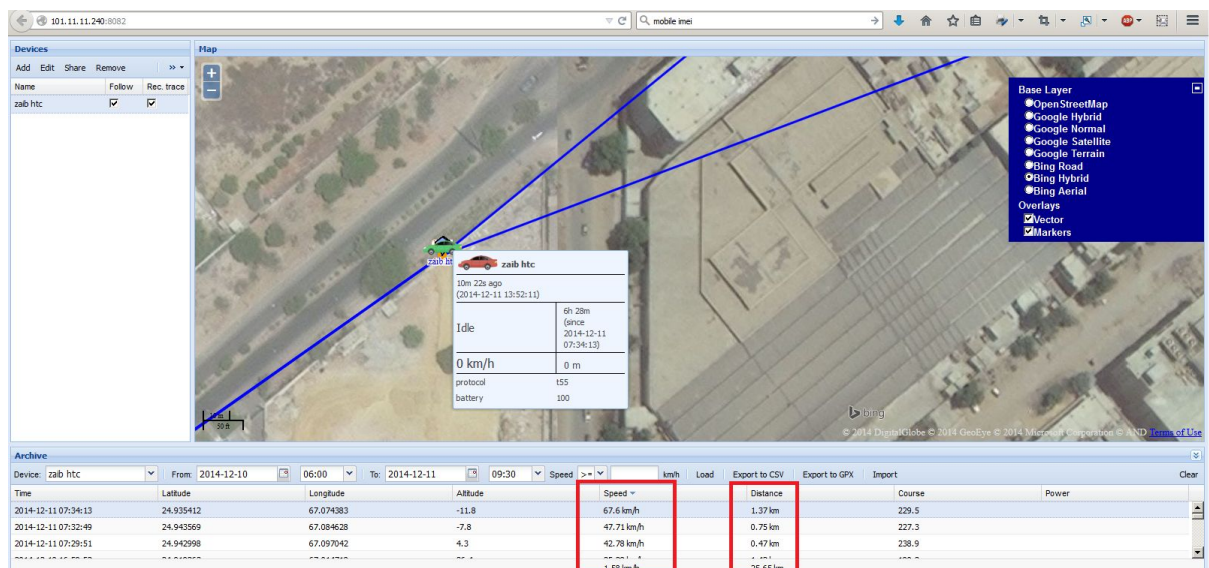 101.11.11.240:8082
mobile imei
Devices
Map
Add Edit Share Remove
Name Follow Rec. trace
zaib htc
+
−
Base Layer
OpenStreetMap
Google Hybrid
Google Normal
Google Satellite
Google Terrain
Bing Road
Bing Hybrid
Bing Aerial
Overlays
Vector
Markers
zaib htc
10m 22s ago
(2014-12-11 13:52:11)
Idle
6h 28m
(since
2014-12-11
07:34:13)
0 km/h
0 m
protocol t55
battery 100
50 ft
bing
© 2014 DigitalGlobe © 2014 GeoEye © 2014 Microsoft Corporation © AND Terms of Use
Archive
Device: zaib htc From: 2014-12-10 06:00 To: 2014-12-11 09:30 Speed >= km/h Load Export to CSV Export to GPX Import Clear
Time Latitude Longitude Altitude Speed Distance Course Power
2014-12-11 07:34:13 24.935412 67.074383 -11.8 67.6 km/h 1.37 km 229.5
2014-12-11 07:32:49 24.943569 67.084628 -7.8 47.71 km/h 0.75 km 227.3
2014-12-11 07:29:51 24.942998 67.097042 4.3 42.78 km/h 0.47 km 238.9
25.65 km